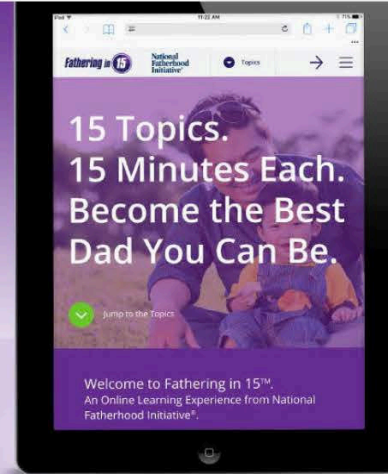 iPad
11:22 AM
71%
Fathering in 15
National
Fatherhood
Initiative®
Topics
15 Topics.
15 Minutes Each.
Become the Best
Dad You Can Be.
Jump to the Topics
Welcome to Fathering in 15™.
An Online Learning Experience from National
Fatherhood Initiative®.